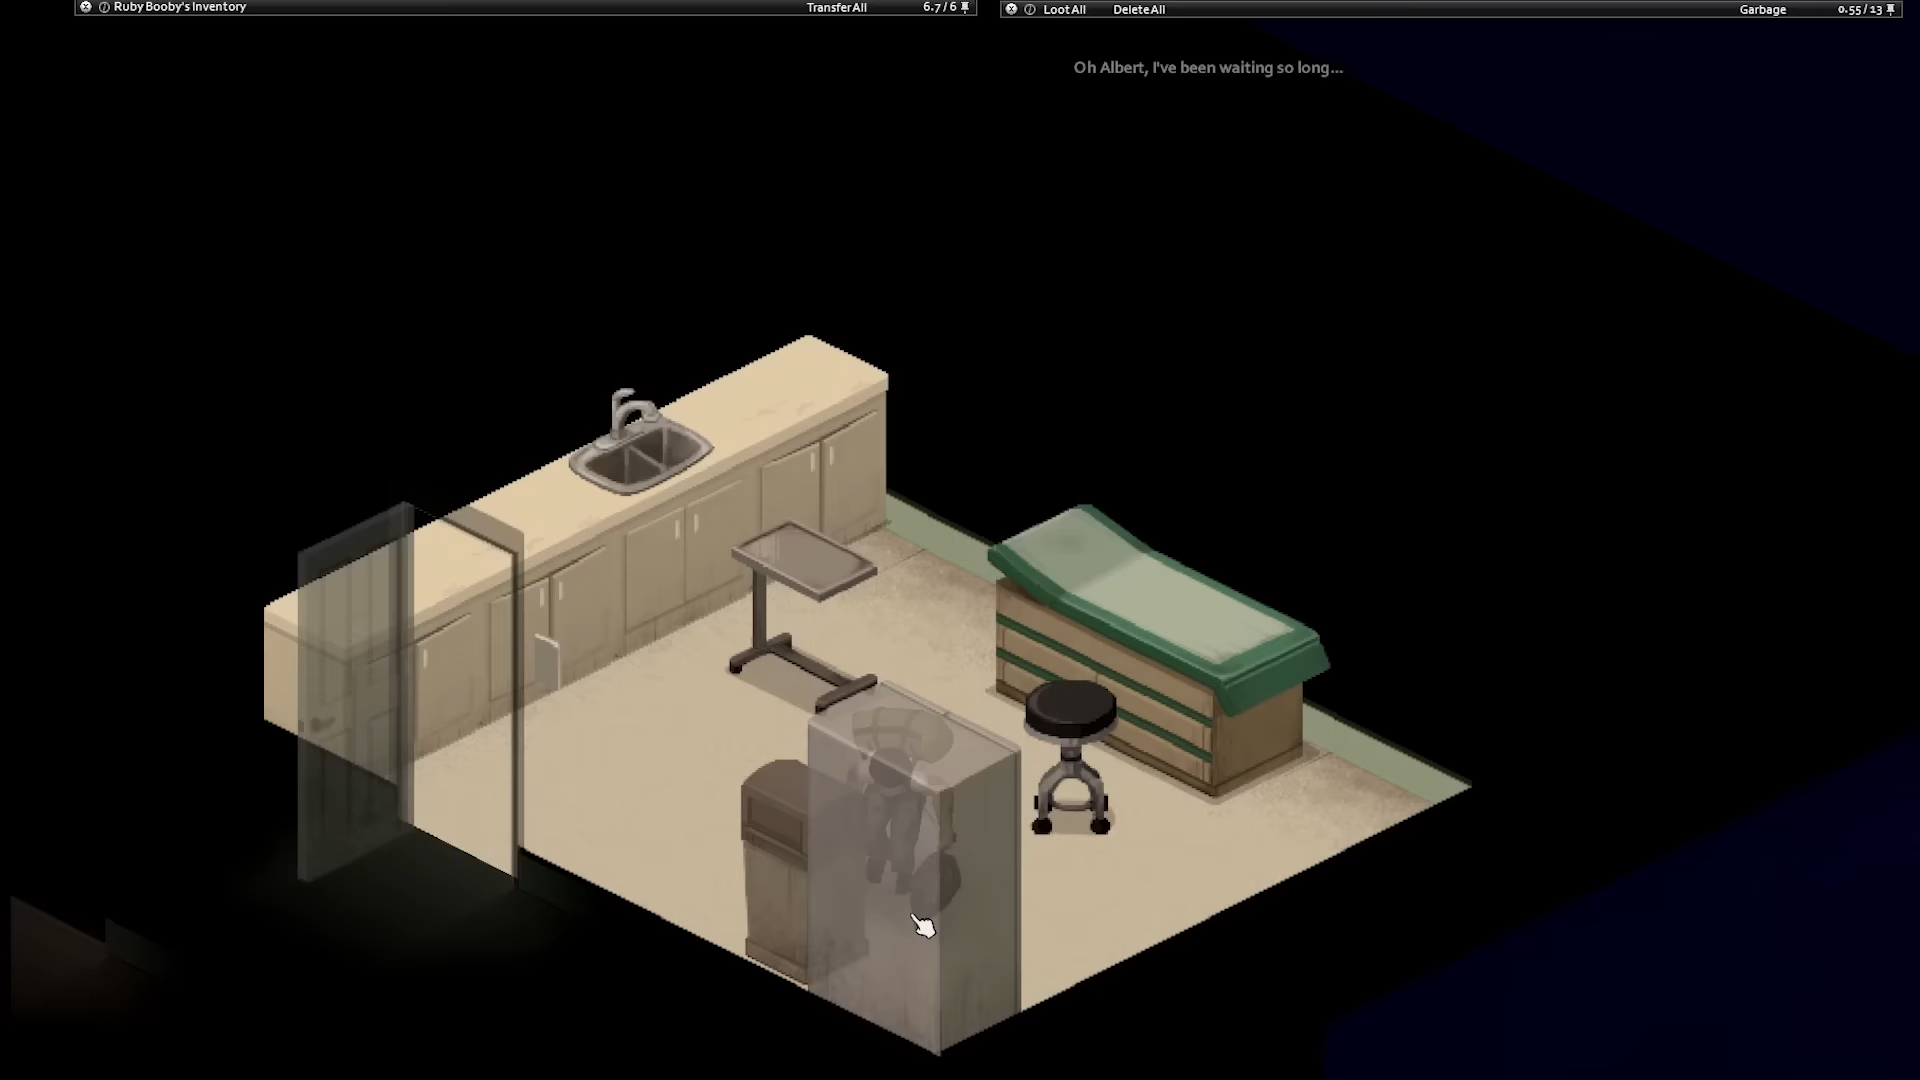 Ruby Booby's Inventory Transfer All 6.7 / 6
Loot All Delete All Garbage 0.55 / 13
Oh Albert, I've been waiting so long...